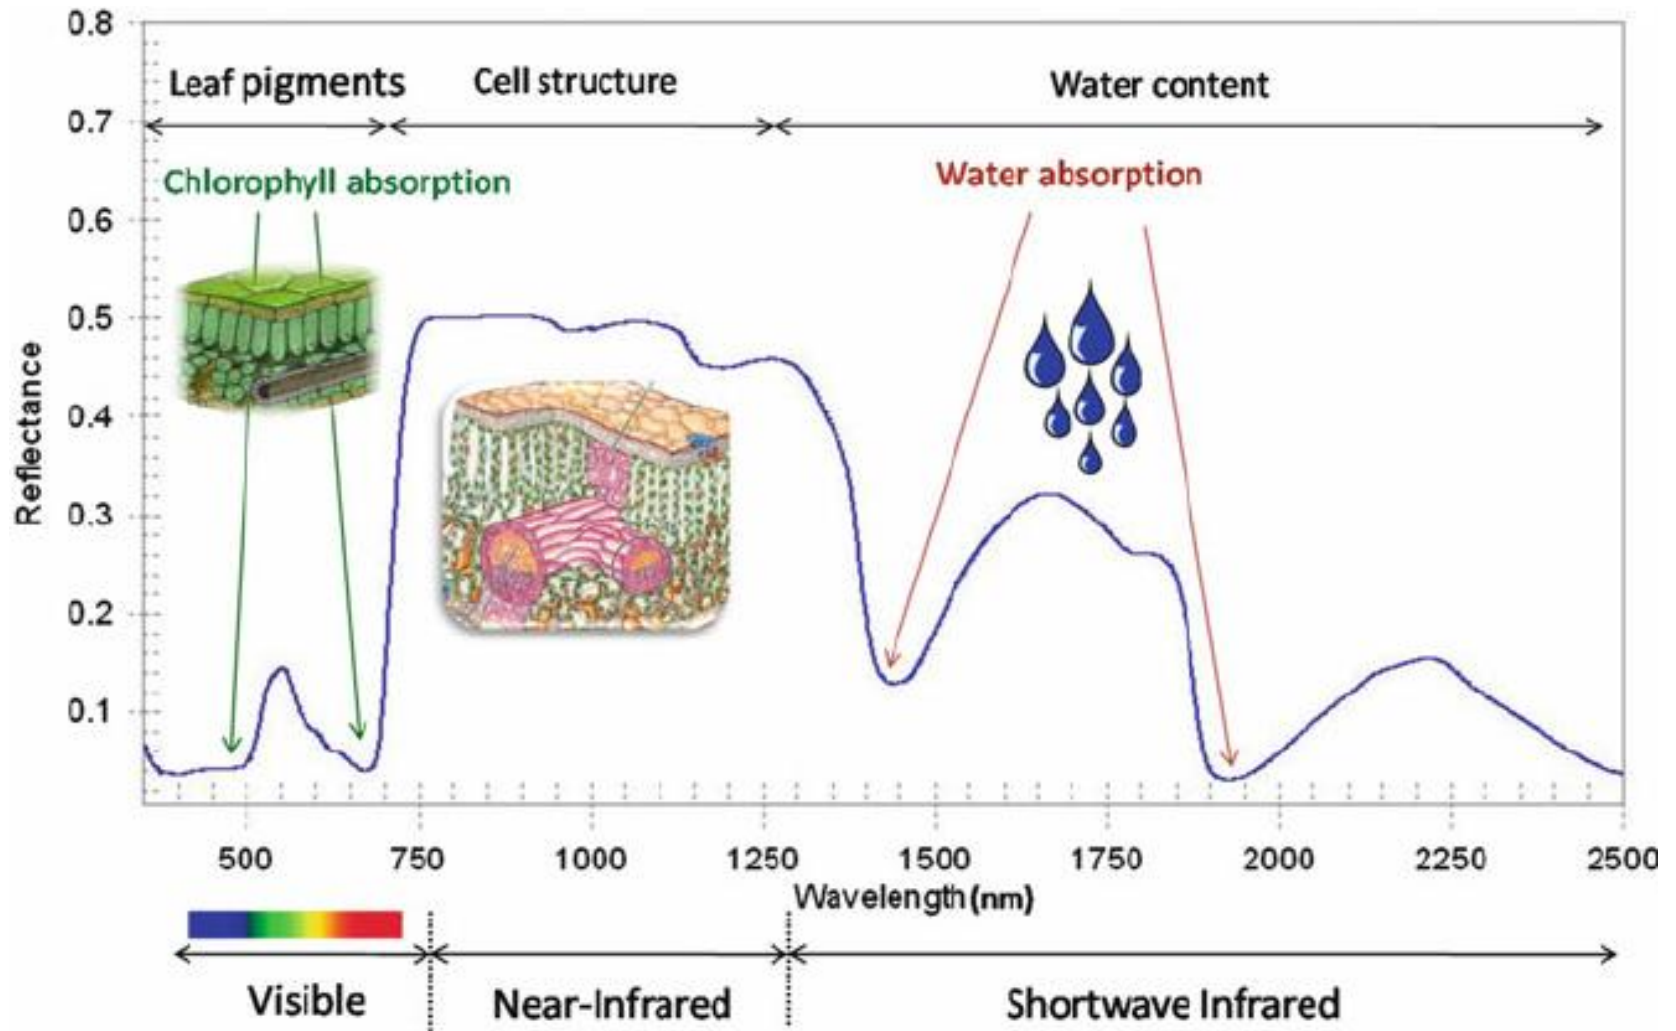 0.8
Leaf pigments
Cell structure
Water content
0.7
Chlorophyll absorption
Water absorption
0.6
0.5
0.4
0.3
0.2
0.1
Reflectance
500 750 1000 1250 1500 1750 2000 2250 2500
Wavelength(nm)
Visible
Near-Infrared
Shortwave Infrared